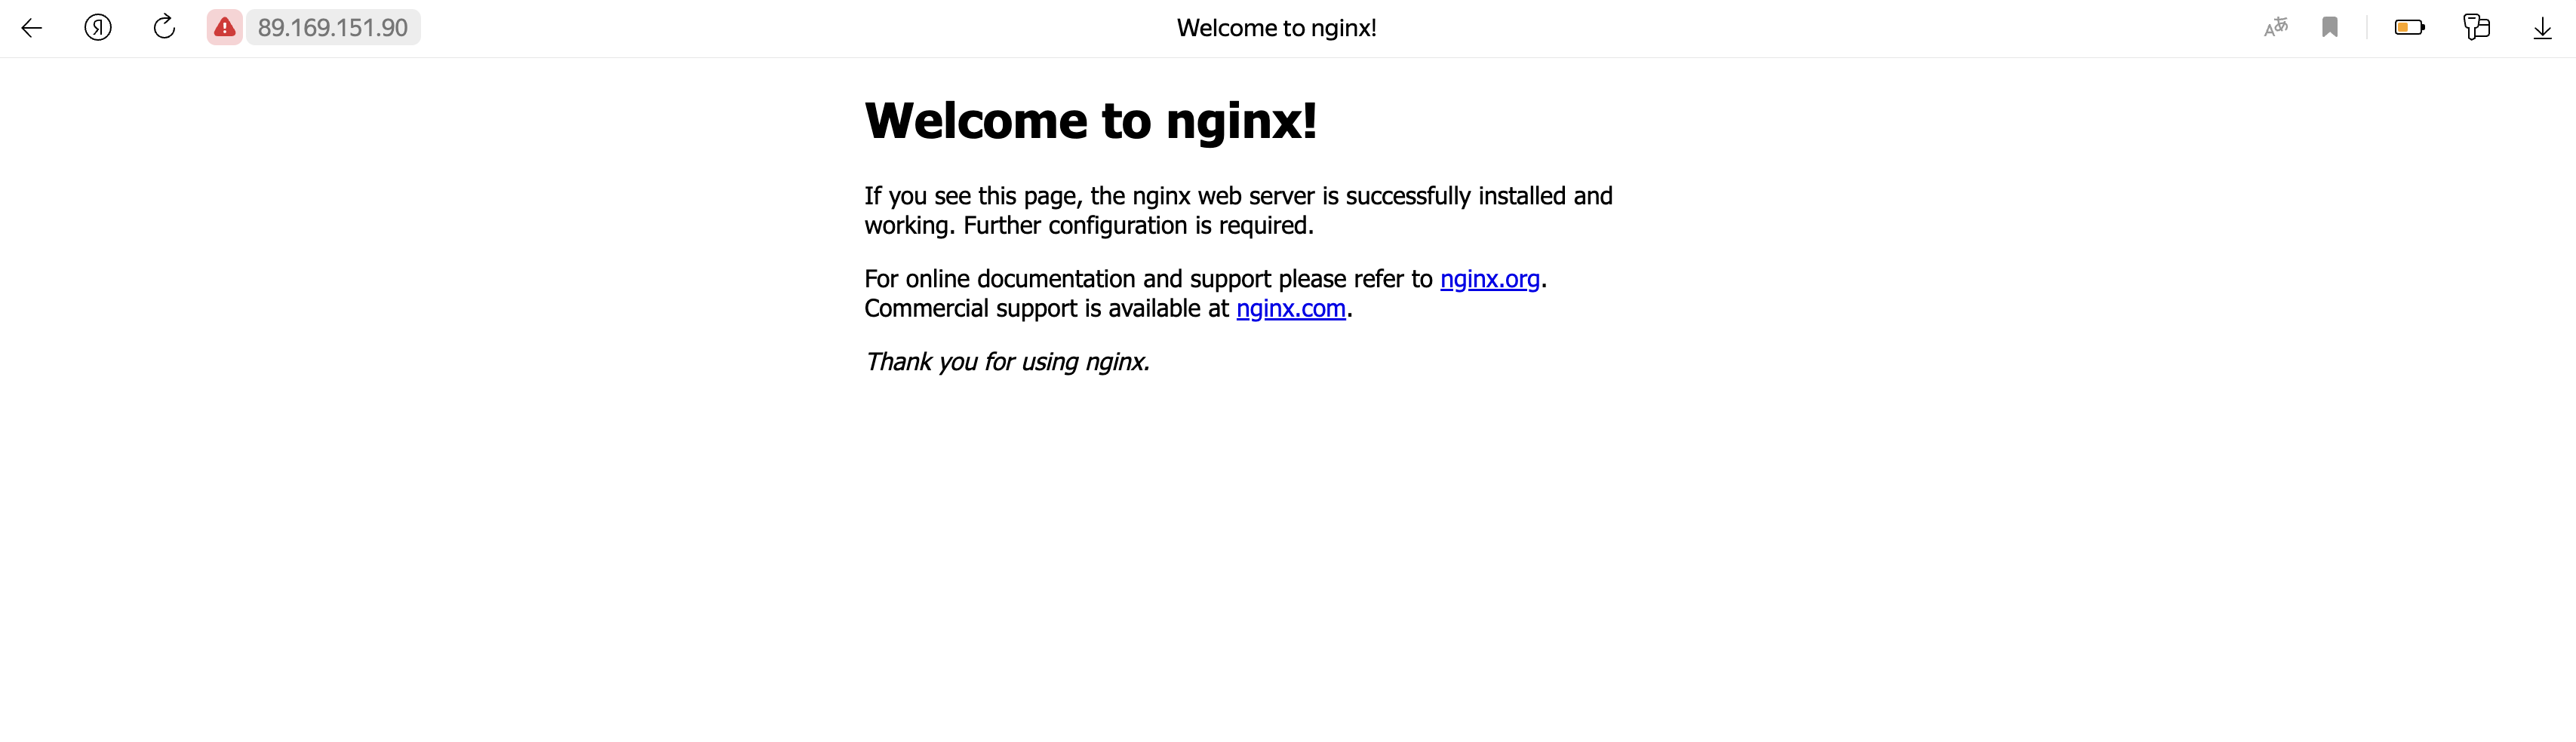 Я
89.169.151.90
Welcome to nginx!
Aあ
Welcome to nginx!
If you see this page, the nginx web server is successfully installed and
working. Further configuration is required.
For online documentation and support please refer to nginx.org.
Commercial support is available at nginx.com.
Thank you for using nginx.